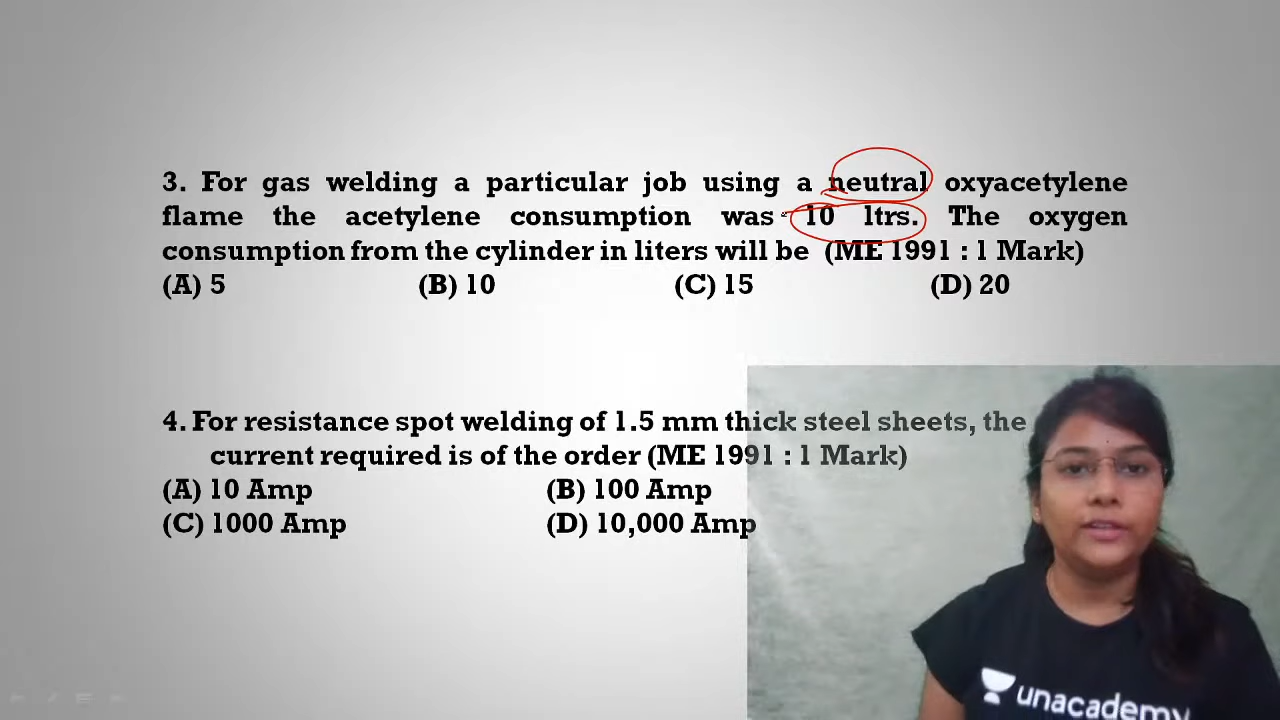 3. For gas welding a particular job using a neutral oxyacetylene
flame the acetylene consumption was 10 ltrs. The oxygen
consumption from the cylinder in liters will be (ME 1991 : 1 Mark)
(A) 5 (B) 10 (C) 15 (D) 20
4. For resistance spot welding of 1.5 mm thick steel sheets, the
current required is of the order (ME 1991 : 1 Mark)
(A) 10 Amp (B) 100 Amp
(C) 1000 Amp (D) 10,000 Amp
unacademy